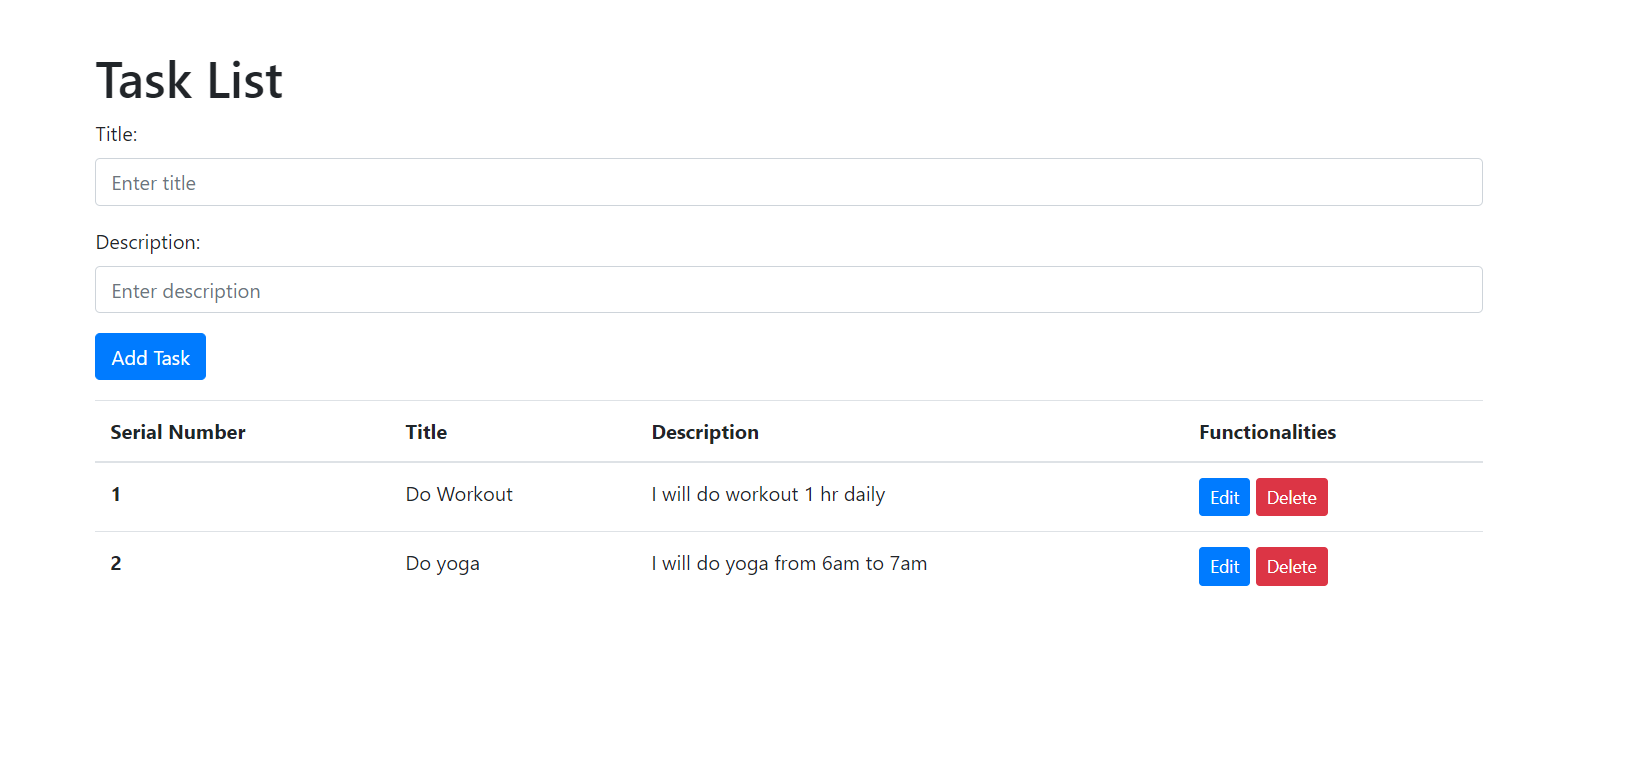 Task List
Title:
Enter title
Description:
Enter description
Add Task
Serial Number Title Description Functionalities
1 Do Workout I will do workout 1 hr daily Edit Delete
2 Do yoga I will do yoga from 6am to 7am Edit Delete